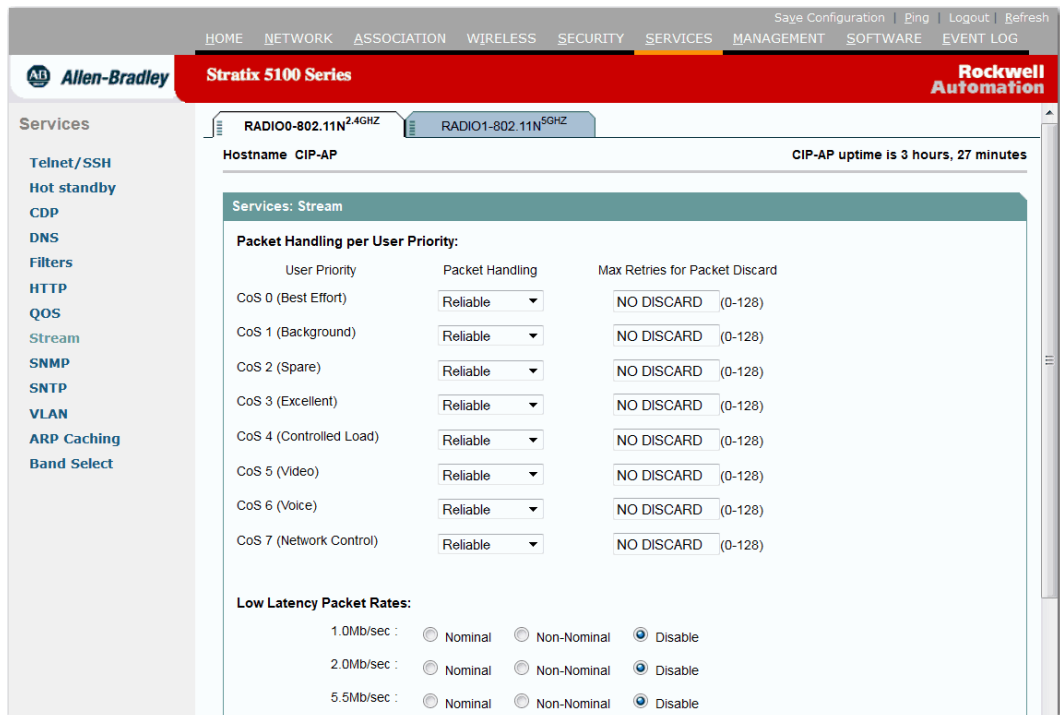 Save Configuration | Ping | Logout | Refresh
HOME NETWORK ASSOCIATION WIRELESS SECURITY SERVICES MANAGEMENT SOFTWARE EVENT LOG
AB Allen-Bradley Stratix 5100 Series Rockwell
Automation
Services
Telnet/SSH
Hot standby
CDP
DNS
Filters
HTTP
QOS
Stream
SNMP
SNTP
VLAN
ARP Caching
Band Select
RADIO0-802.11N2.4GHZ RADIO1-802.11N5GHZ
Hostname CIP-AP CIP-AP uptime is 3 hours, 27 minutes
Services: Stream
Packet Handling per User Priority:
User Priority Packet Handling Max Retries for Packet Discard
CoS 0 (Best Effort) Reliable NO DISCARD (0-128)
CoS 1 (Background) Reliable NO DISCARD (0-128)
CoS 2 (Spare) Reliable NO DISCARD (0-128)
CoS 3 (Excellent) Reliable NO DISCARD (0-128)
CoS 4 (Controlled Load) Reliable NO DISCARD (0-128)
CoS 5 (Video) Reliable NO DISCARD (0-128)
CoS 6 (Voice) Reliable NO DISCARD (0-128)
CoS 7 (Network Control) Reliable NO DISCARD (0-128)
Low Latency Packet Rates:
1.0Mb/sec : Nominal Non-Nominal Disable
2.0Mb/sec : Nominal Non-Nominal Disable
5.5Mb/sec : Nominal Non-Nominal Disable